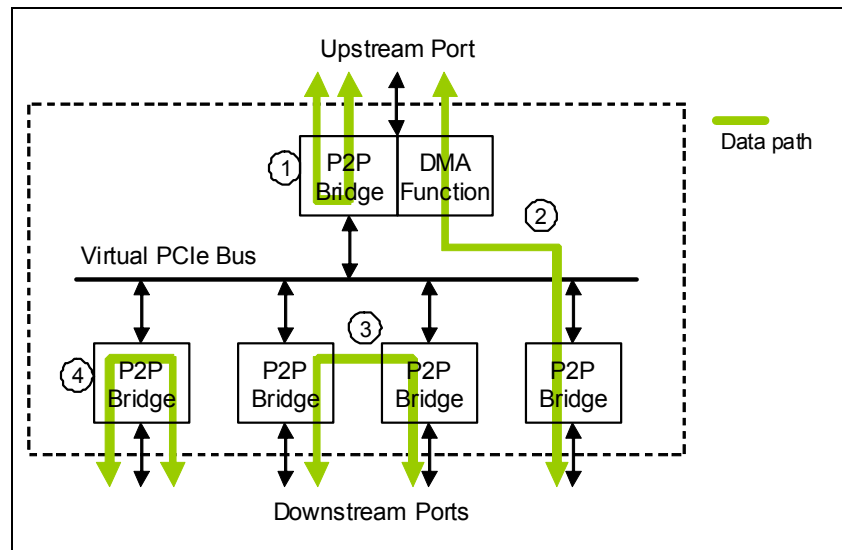 Upstream Port
Data path
1
P2P
Bridge
DMA
Function
2
Virtual PCIe Bus
3
4
P2P
Bridge
P2P
Bridge
P2P
Bridge
P2P
Bridge
Downstream Ports